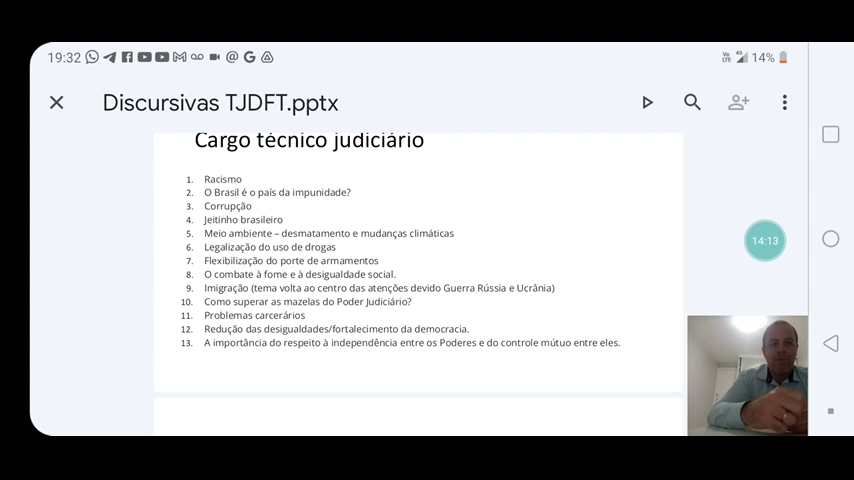 19:32
14%
Discursivas TJDFT.pptx
Cargo técnico judiciário
1. Racismo
2. O Brasil é o país da impunidade?
3. Corrupção
4. Jeitinho brasileiro
5. Meio ambiente – desmatamento e mudanças climáticas
6. Legalização do uso de drogas
7. Flexibilização do porte de armamentos
8. O combate à fome e à desigualdade social.
9. Imigração (tema volta ao centro das atenções devido Guerra Rússia e Ucrânia)
10. Como superar as mazelas do Poder Judiciário?
11. Problemas carcerários
12. Redução das desigualdades/fortalecimento da democracia.
13. A importância do respeito à independência entre os Poderes e do controle mútuo entre eles.
14:13